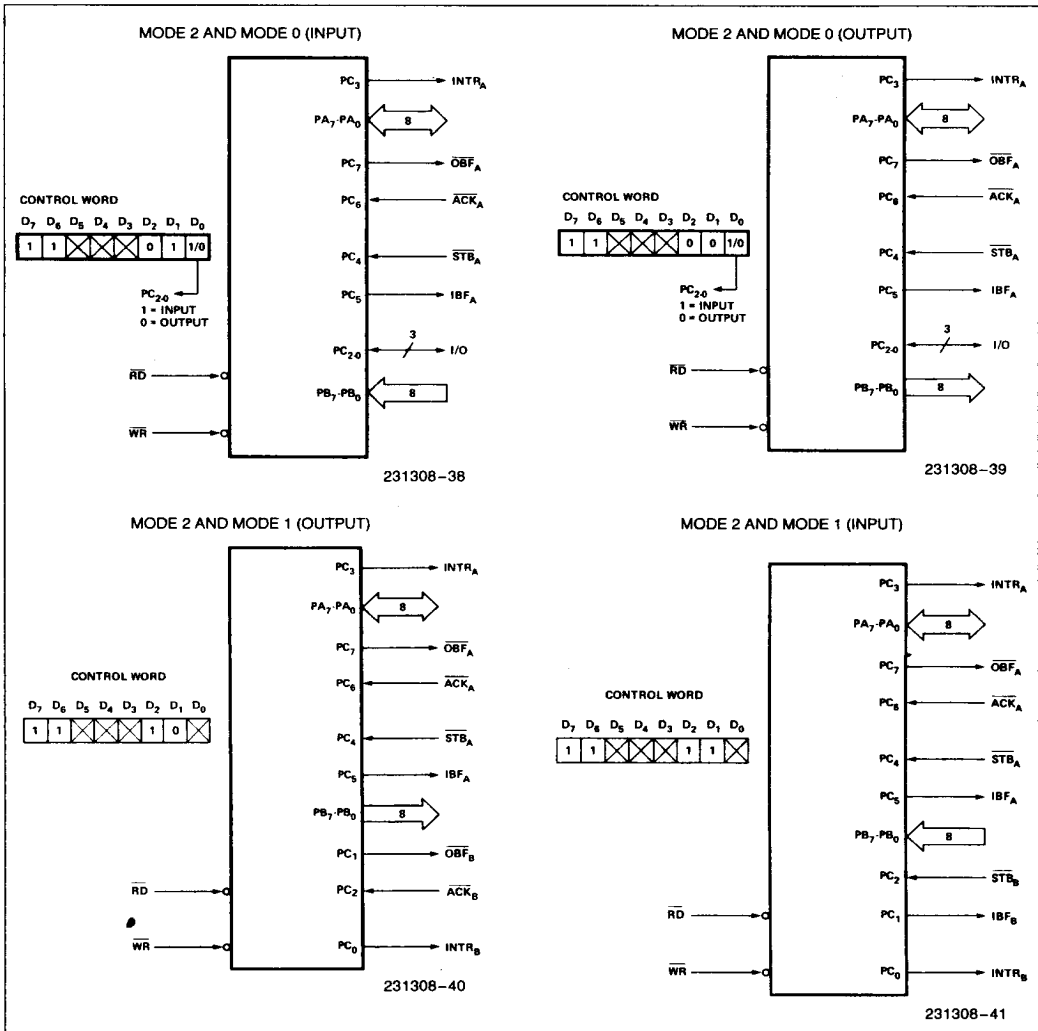 MODE 2 AND MODE 0 (INPUT)
PC3
INTRA
PA7-PA0
8
PC7
OBFA
CONTROL WORD
PC6
ACKA
D7 D6 D5 D4 D3 D2 D1 D0
1 1 X X X 0 1 1/0
PC4
STBA
PC2-0
1 = INPUT
0 = OUTPUT
PC5
IBFA
PC2-0
3
I/O
RD
PB7-PB0
8
WR
231308-38
MODE 2 AND MODE 0 (OUTPUT)
PC3
INTRA
PA7-PA0
8
PC7
OBFA
CONTROL WORD
PC6
ACKA
D7 D6 D5 D4 D3 D2 D1 D0
1 1 X X X 0 0 1/0
PC4
STBA
PC2-0
1 = INPUT
0 = OUTPUT
PC5
IBFA
PC2-0
3
I/O
RD
PB7-PB0
8
WR
231308-39
MODE 2 AND MODE 1 (OUTPUT)
PC3
INTRA
PA7-PA0
8
PC7
OBFA
CONTROL WORD
PC6
ACKA
D7 D6 D5 D4 D3 D2 D1 D0
1 1 X X X 1 0 X
PC4
STBA
PC5
IBFA
PB7-PB0
8
PC1
OBFB
RD
PC2
ACKB
WR
PC0
INTRB
231308-40
MODE 2 AND MODE 1 (INPUT)
PC3
INTRA
PA7-PA0
8
PC7
OBFA
CONTROL WORD
PC6
ACKA
D7 D6 D5 D4 D3 D2 D1 D0
1 1 X X X 1 1 X
PC4
STBA
PC5
IBFA
PB7-PB0
8
PC2
STBB
RD
PC1
IBFB
WR
PC0
INTRB
231308-41